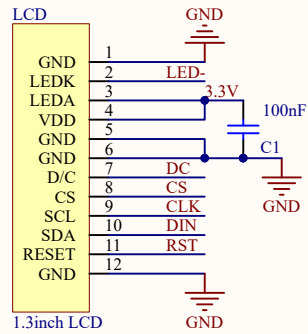 LCD
GND
GND 1
LEDK 2 LED-
LEDA 3 3.3V
VDD 4 100nF
GND 5
GND 6 C1
D/C 7 DC
CS 8 CS
SCL 9 CLK
SDA 10 DIN
RESET 11 RST
GND 12
GND
1.3inch LCD
GND